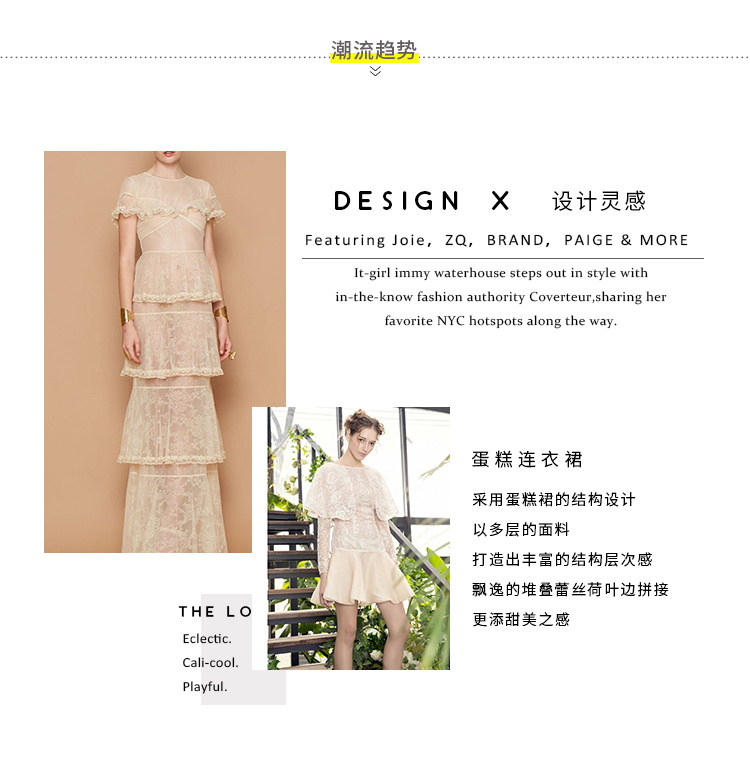 潮流趋势
DESIGN X 设计灵感
Featuring Joie, ZQ, BRAND, PAIGE & MORE
It-girl immy waterhouse steps out in style with
in-the-know fashion authority Coverteur,sharing her
favorite NYC hotspots along the way.
蛋糕连衣裙
采用蛋糕裙的结构设计
以多层的面料
打造出丰富的结构层次感
飘逸的堆叠蕾丝荷叶边拼接
更添甜美之感
THE LO
Eclectic.
Cali-cool.
Playful.